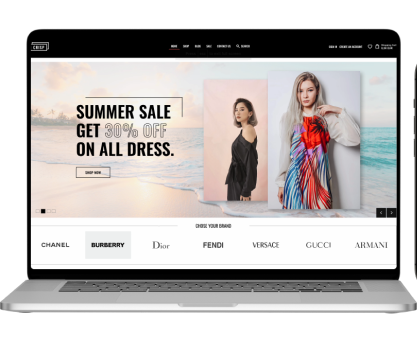 CRISP
HOME SHOP BLOG SALE CONTACT US SEARCH
SIGN IN CREATE AN ACCOUNT
SUMMER SALE
GET 30% OFF
ON ALL DRESS.
SHOP NOW
CHOSE YOUR BRAND
CHANEL BURBERRY Dior FENDI VERSACE GUCCI ARMANI